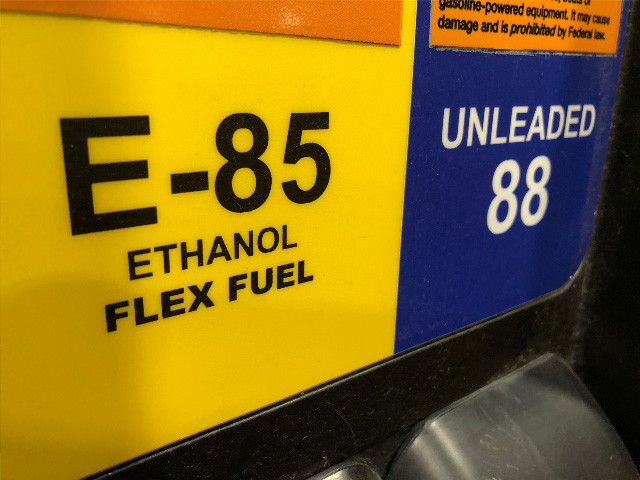 E-85
ETHANOL
FLEX FUEL
gasoline-powered equipment. It may cause
damage and is prohibited by Federal law.
UNLEADED
88